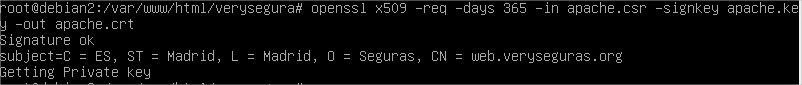 root@debian2:/var/www/html/verysegura# openssl x509 -req -days 365 -in apache.csr -signkey apache.ke
y -out apache.crt
Signature ok
subject=C = ES, ST = Madrid, L = Madrid, O = Seguras, CN = web.veryseguras.org
Getting Private key